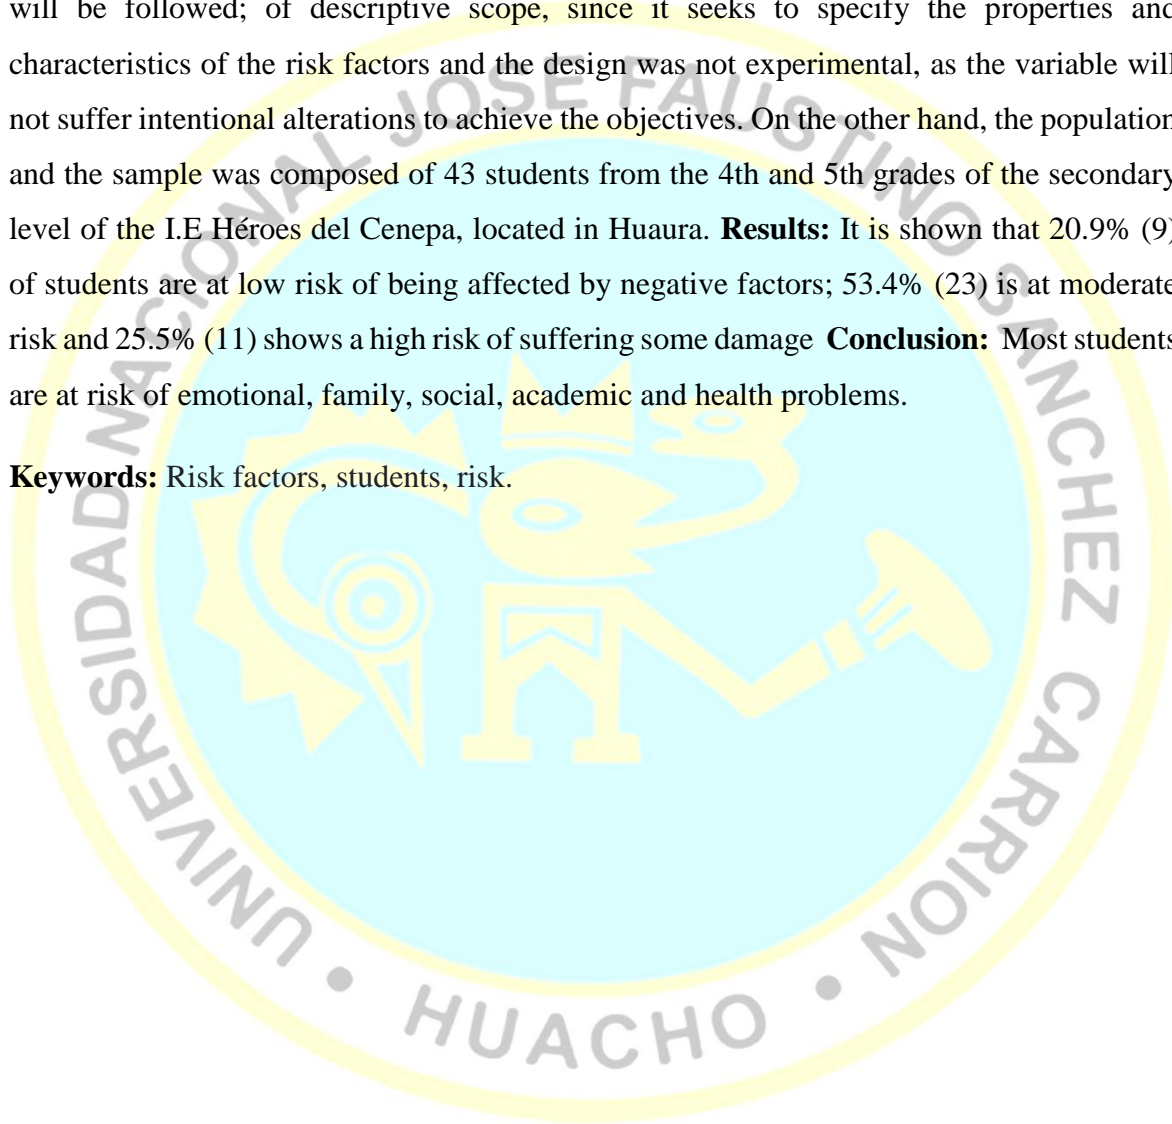 will be followed; of descriptive scope, since it seeks to specify the properties and
characteristics of the risk factors and the design was not experimental, as the variable will
not suffer intentional alterations to achieve the objectives. On the other hand, the population
and the sample was composed of 43 students from the 4th and 5th grades of the secondary
level of the I.E Héroes del Cenepa, located in Huaura. Results: It is shown that 20.9% (9)
of students are at low risk of being affected by negative factors; 53.4% (23) is at moderate
risk and 25.5% (11) shows a high risk of suffering some damage Conclusion: Most students
are at risk of emotional, family, social, academic and health problems.
Keywords: Risk factors, students, risk.
UNIVERSIDAD NACIONAL JOSE FAUSTINO SANCHEZ CARRION
• HUACHO •